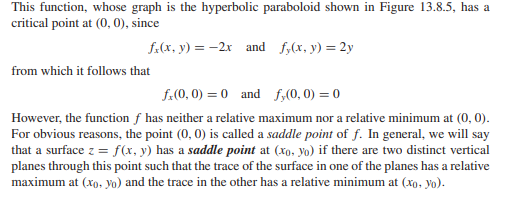 This function, whose graph is the hyperbolic paraboloid shown in Figure 13.8.5, has a
critical point at (0, 0), since
fₓ(x, y) = −2x and fᵧ(x, y) = 2y
from which it follows that
fₓ(0, 0) = 0 and fᵧ(0, 0) = 0
However, the function f has neither a relative maximum nor a relative minimum at (0, 0).
For obvious reasons, the point (0, 0) is called a saddle point of f. In general, we will say
that a surface z = f(x, y) has a saddle point at (x₀, y₀) if there are two distinct vertical
planes through this point such that the trace of the surface in one of the planes has a relative
maximum at (x₀, y₀) and the trace in the other has a relative minimum at (x₀, y₀).